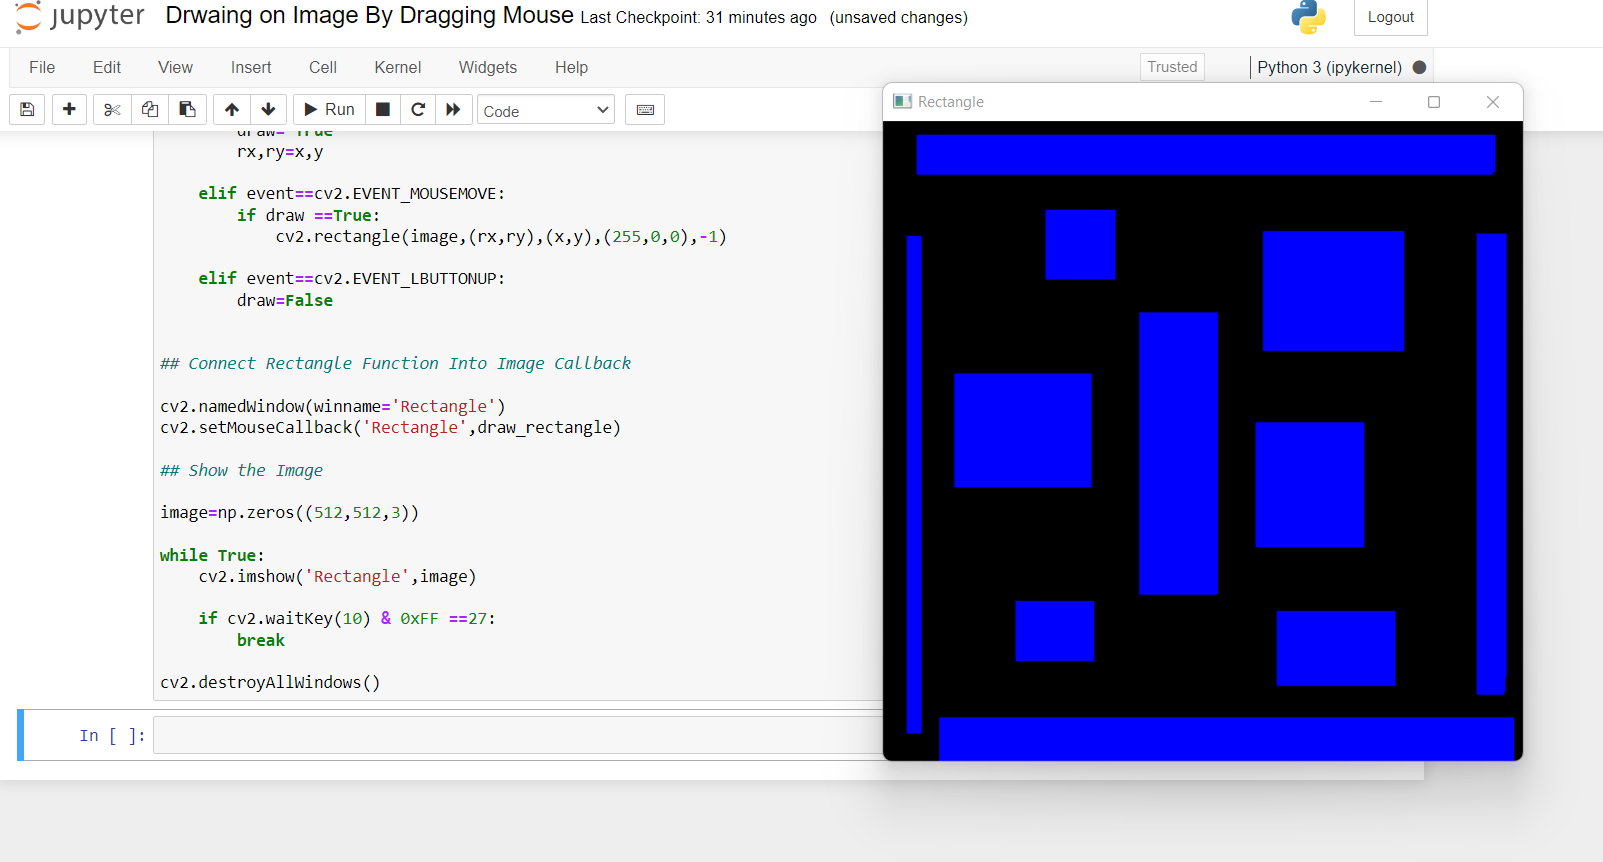 jupyter Drwaing on Image By Dragging Mouse Last Checkpoint: 31 minutes ago (unsaved changes)
Logout
File Edit View Insert Cell Kernel Widgets Help
Trusted
Python 3 (ipykernel)
Run
Code
Rectangle
draw= True
rx,ry=x,y
elif event==cv2.EVENT_MOUSEMOVE:
if draw ==True:
cv2.rectangle(image,(rx,ry),(x,y),(255,0,0),-1)
elif event==cv2.EVENT_LBUTTONUP:
draw=False
## Connect Rectangle Function Into Image Callback
cv2.namedWindow(winname='Rectangle')
cv2.setMouseCallback('Rectangle',draw_rectangle)
## Show the Image
image=np.zeros((512,512,3))
while True:
cv2.imshow('Rectangle',image)
if cv2.waitKey(10) & 0xFF ==27:
break
cv2.destroyAllWindows()
In [ ]: